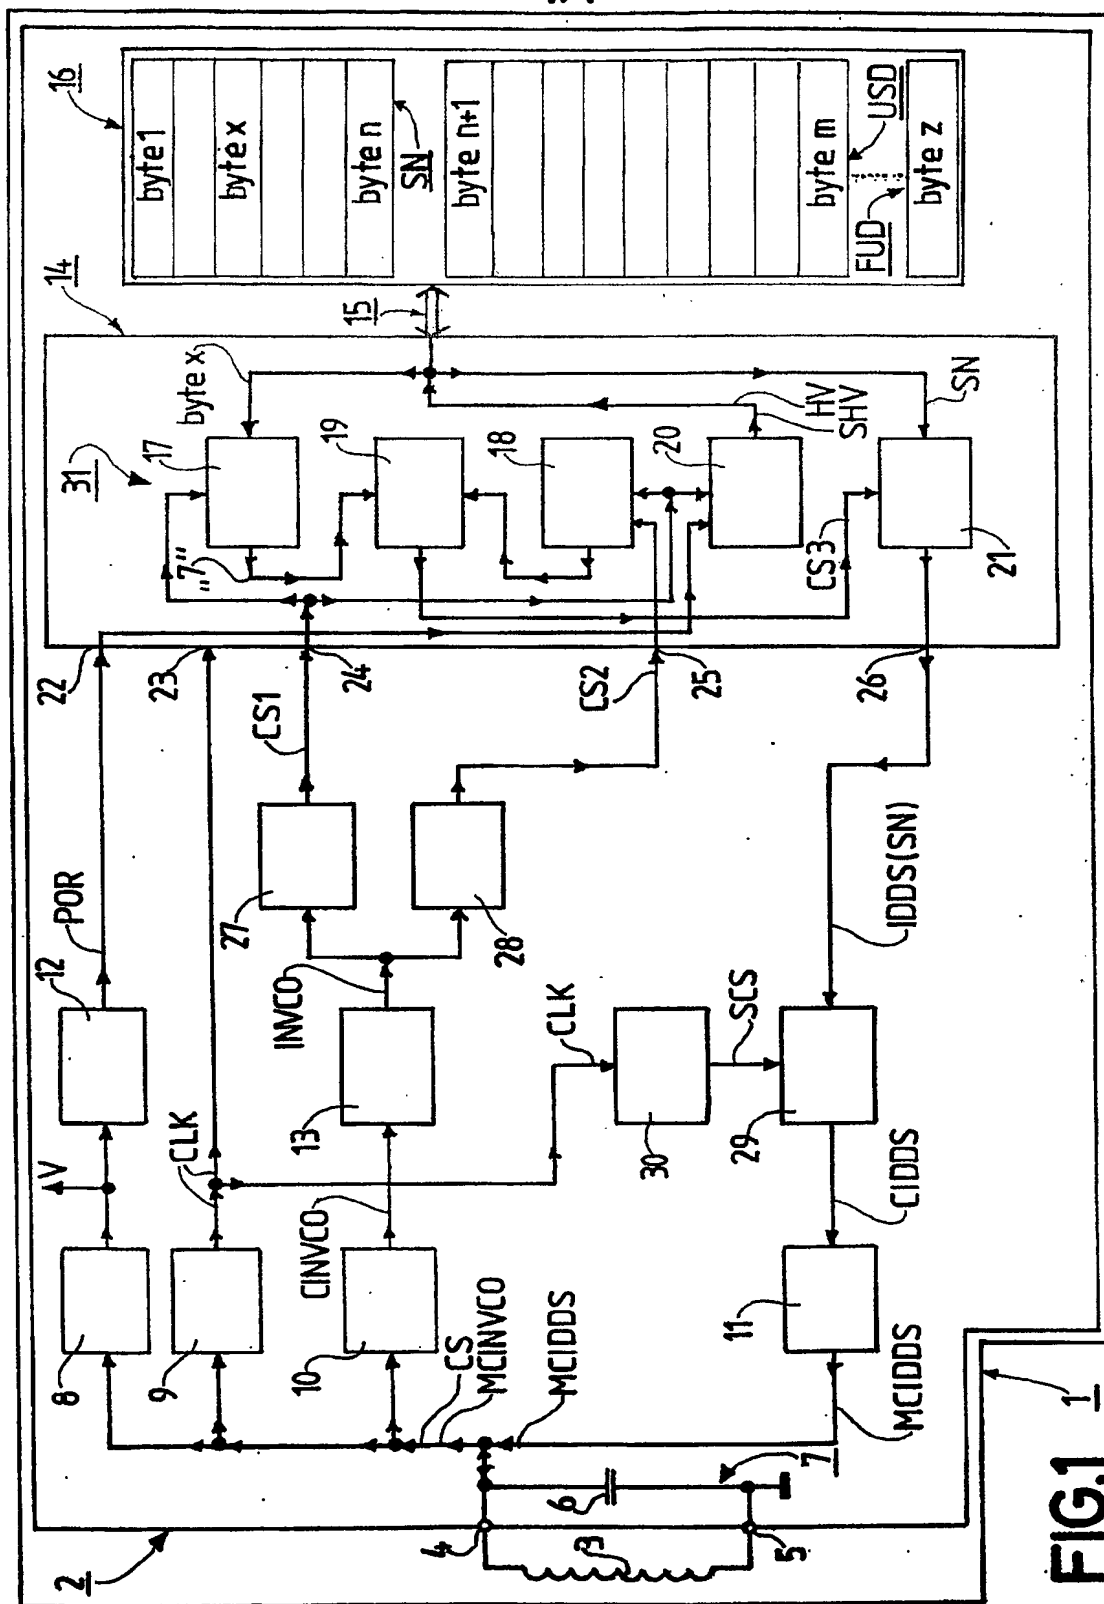 2
4
3
5
6
7
8
9
10
CS
MCINVCO
MCIDDS
V
CLK
CINVCO
12
POR
13
INVCO
27
CS1
28
CS2
CLK
30
SCS
29
CIDDS
11
MCIDDS
IDDS(SN)
22
23
24
25
26
31
14
17
byte x
„7“
19
18
20
HV
SHV
CS3
21
SN
15
16
byte 1
byte x
byte n
SN
byte n+1
byte m
USD
FUD
byte z
1
FIG.1